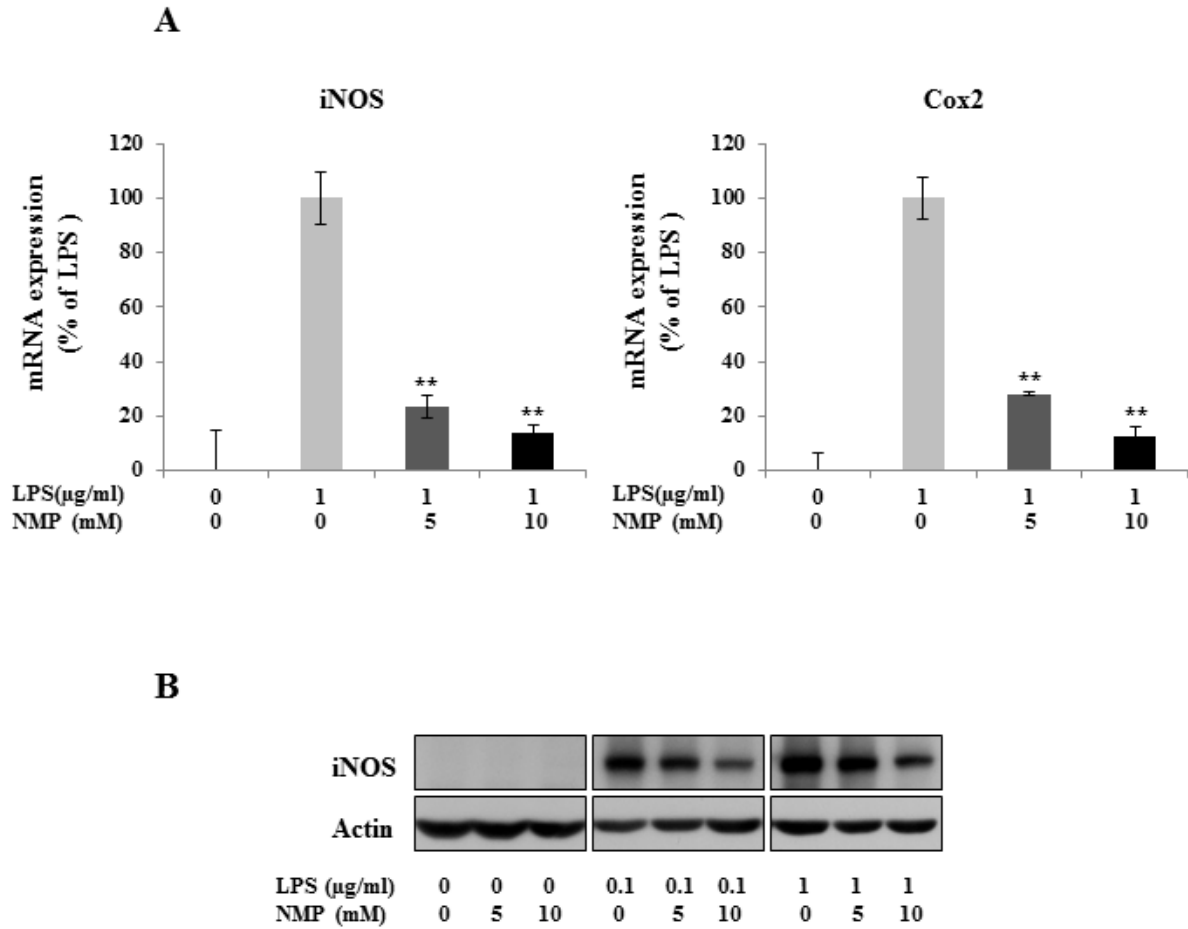 A
iNOS
Cox2
mRNA expression
(% of LPS )
120
100
80
60
40
20
0
** **
LPS(µg/ml) 0 1 1 1
NMP (mM) 0 0 5 10
mRNA expression
(% of LPS )
120
100
80
60
40
20
0
** **
LPS(µg/ml) 0 1 1 1
NMP (mM) 0 0 5 10
B
iNOS
Actin
LPS (µg/ml) 0 0 0 0.1 0.1 0.1 1 1 1
NMP (mM) 0 5 10 0 5 10 0 5 10